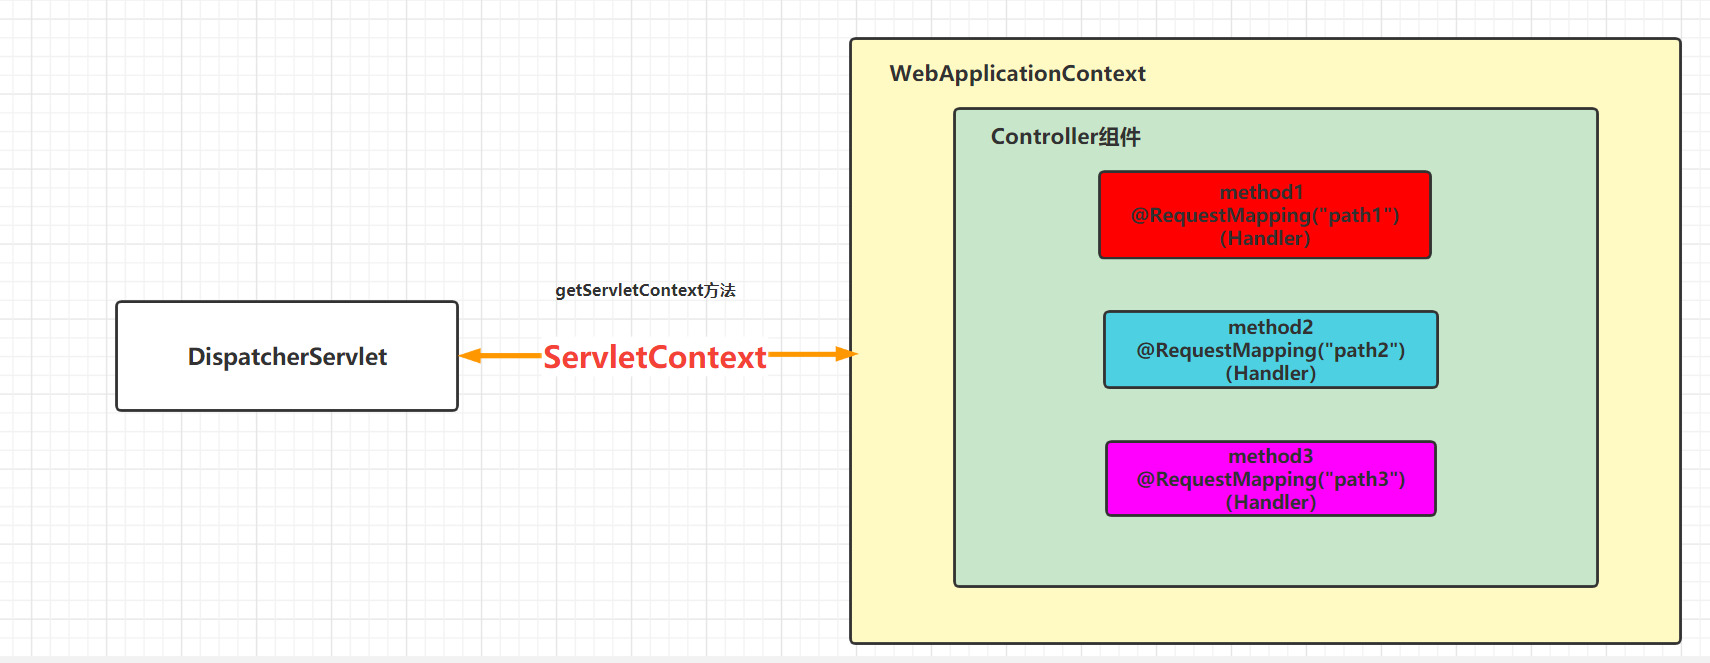 WebApplicationContext
Controller组件
method1
@RequestMapping("path1")
(Handler)
getServletContext方法
DispatcherServlet
ServletContext
method2
@RequestMapping("path2")
(Handler)
method3
@RequestMapping("path3")
(Handler)